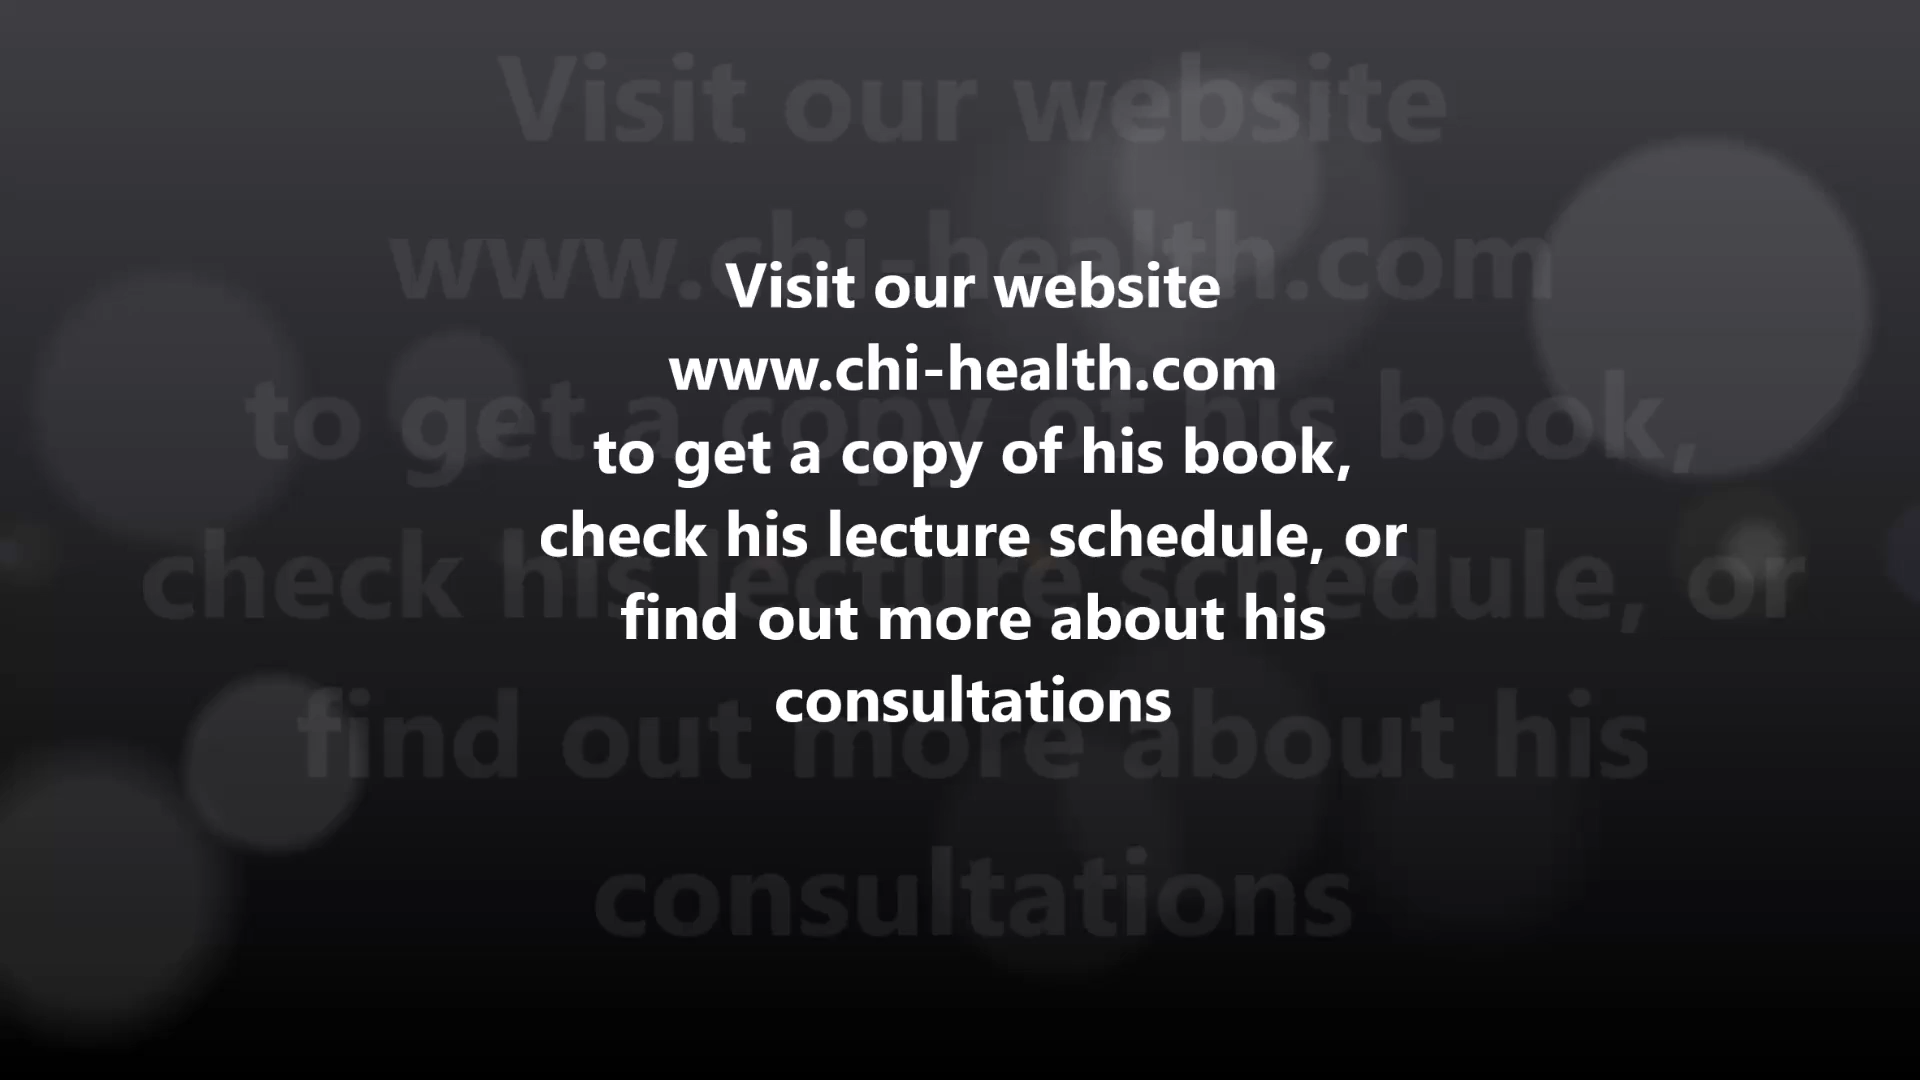 Visit our website
www.chi-health.com
to get a copy of his book,
check his lecture schedule, or
find out more about his
consultations